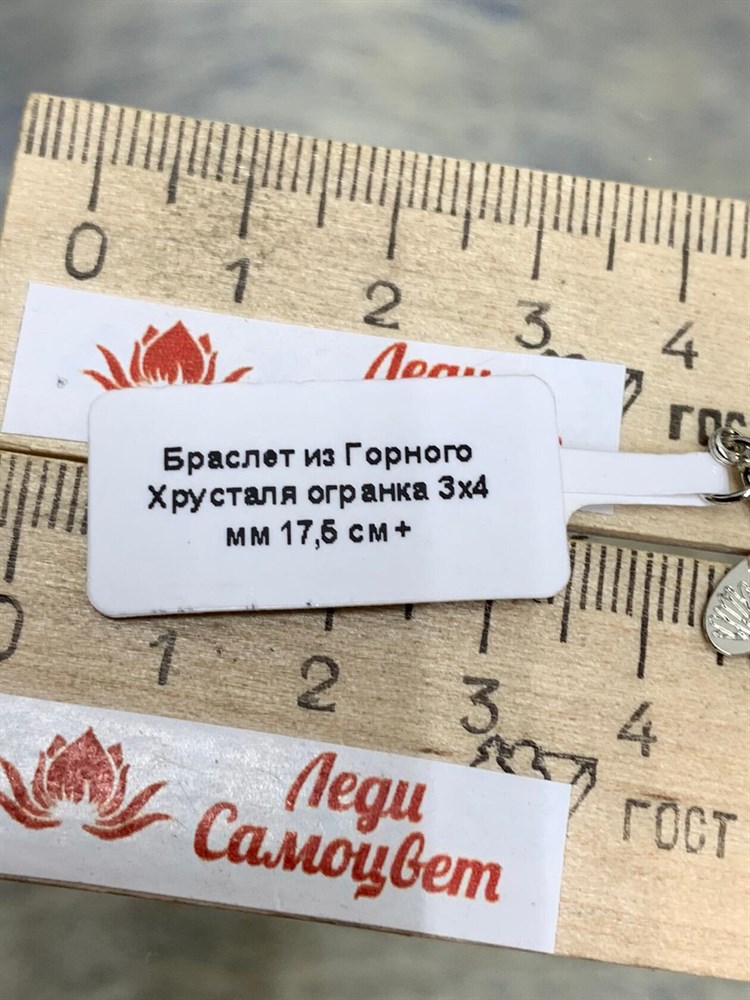 0 1 2 3 4
Леди
ГОС
Браслет из Горного
Хрусталя огранка 3х4
мм 17,5 см+
0 1 2 3 4
ГОСТ
Леди
Самоцвет